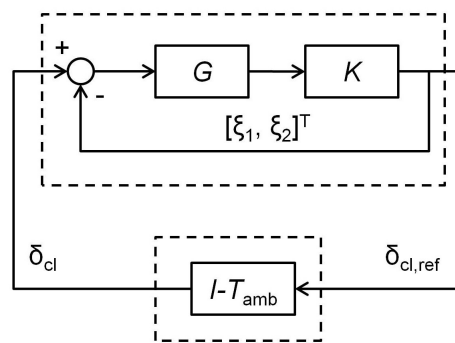 +
G
K
-
[ξ₁, ξ₂]ᵀ
δcl
δcl,ref
I-Tamb